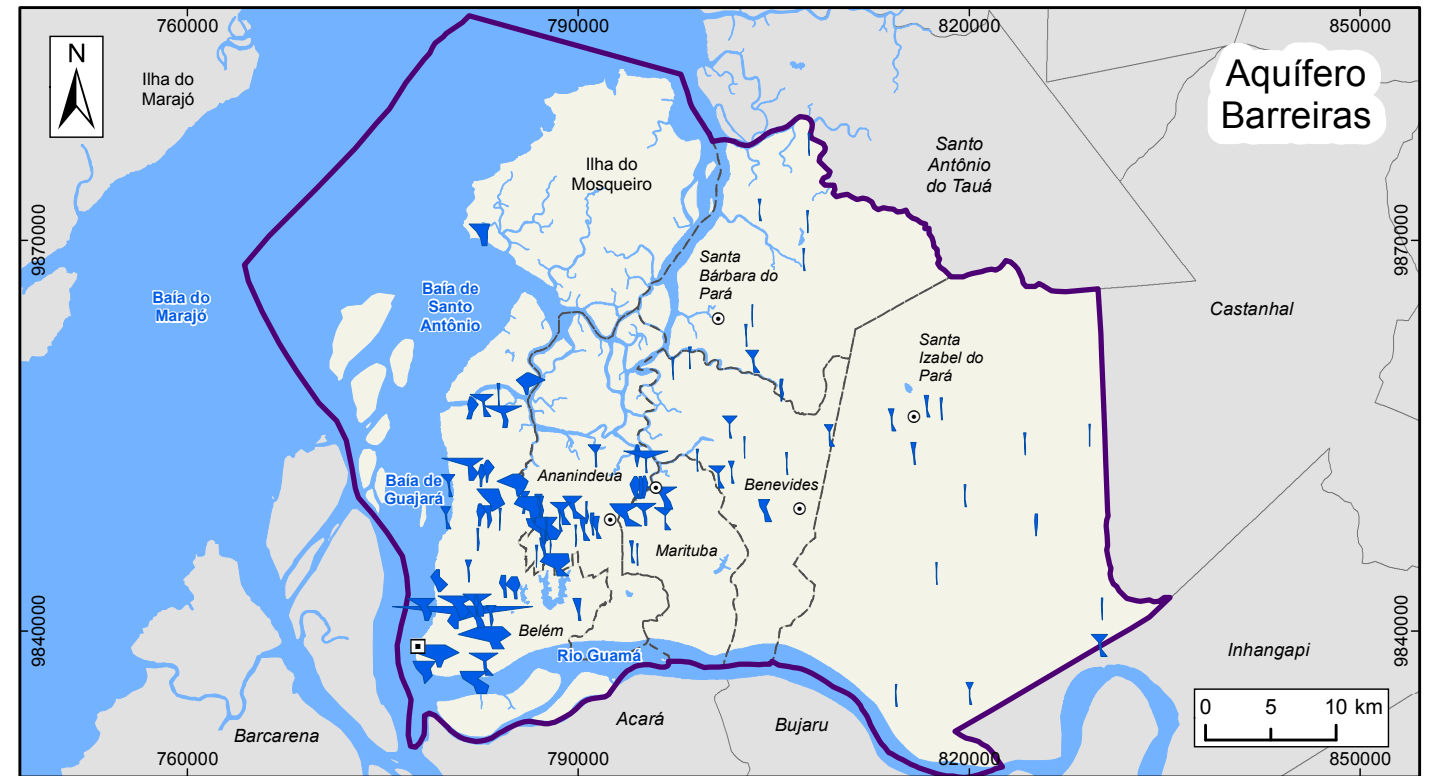 760000
790000
820000
850000
N
Ilha do
Marajó
Aquífero
Barreiras
Santo
Antônio
do Tauá
Ilha do
Mosqueiro
9870000
9870000
Santa
Bárbara do
Pará
Baía do
Marajó
Baía de
Santo
Antônio
Castanhal
Santa
Izabel do
Pará
Baía de
Guajará
Ananindeua
Benevides
Marituba
9840000
9840000
Belém
Rio Guamá
Inhangapi
Acará
Bujaru
Barcarena
0 5 10 km
760000
790000
820000
850000